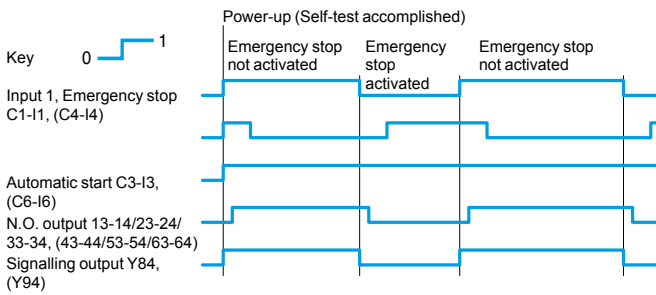 Power-up (Self-test accomplished)
Key 0 1
Emergency stop
not activated
Emergency
stop
activated
Emergency stop
not activated
Input 1, Emergency stop
C1-I1, (C4-I4)
Automatic start C3-I3,
(C6-I6)
N.O. output 13-14/23-24/
33-34, (43-44/53-54/63-64)
Signalling output Y84,
(Y94)